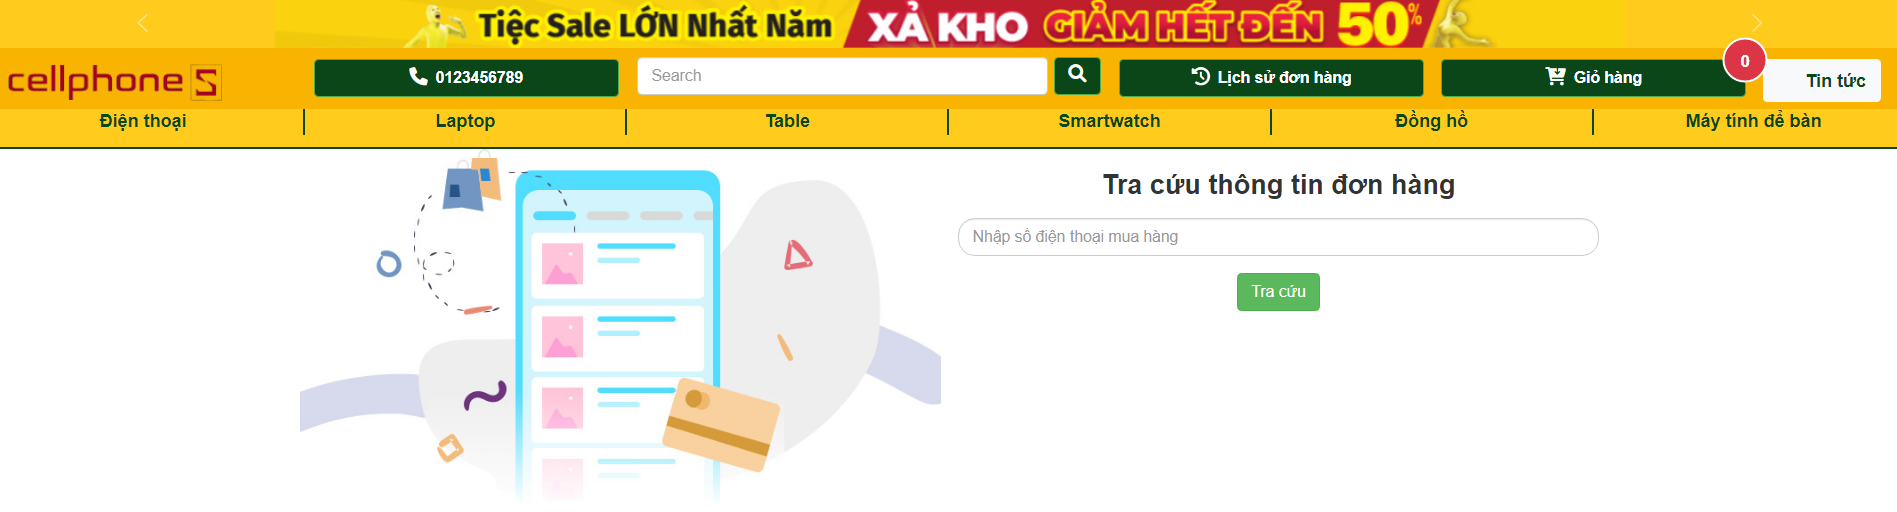 Tiệc Sale LỚN Nhất Năm XẢ KHO GIẢM HẾT ĐẾN 50%
cellphone S 0123456789 Search Lịch sử đơn hàng Giỏ hàng 0 Tin tức
Điện thoại Laptop Table Smartwatch Đồng hồ Máy tính để bàn
Tra cứu thông tin đơn hàng
Nhập số điện thoại mua hàng
Tra cứu